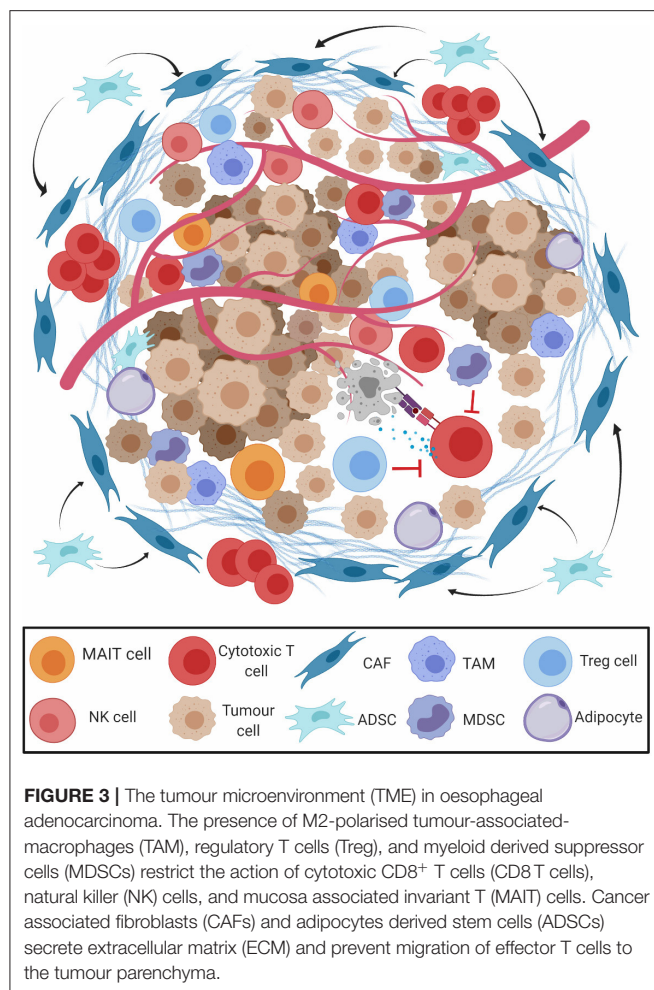 MAIT cell
Cytotoxic T
cell
CAF
TAM
Treg cell
NK cell
Tumour
cell
ADSC
MDSC
Adipocyte
FIGURE 3 | The tumour microenvironment (TME) in oesophageal
adenocarcinoma. The presence of M2-polarised tumour-associated-
macrophages (TAM), regulatory T cells (Treg), and myeloid derived suppressor
cells (MDSCs) restrict the action of cytotoxic CD8⁺ T cells (CD8 T cells),
natural killer (NK) cells, and mucosa associated invariant T (MAIT) cells. Cancer
associated fibroblasts (CAFs) and adipocytes derived stem cells (ADSCs)
secrete extracellular matrix (ECM) and prevent migration of effector T cells to
the tumour parenchyma.